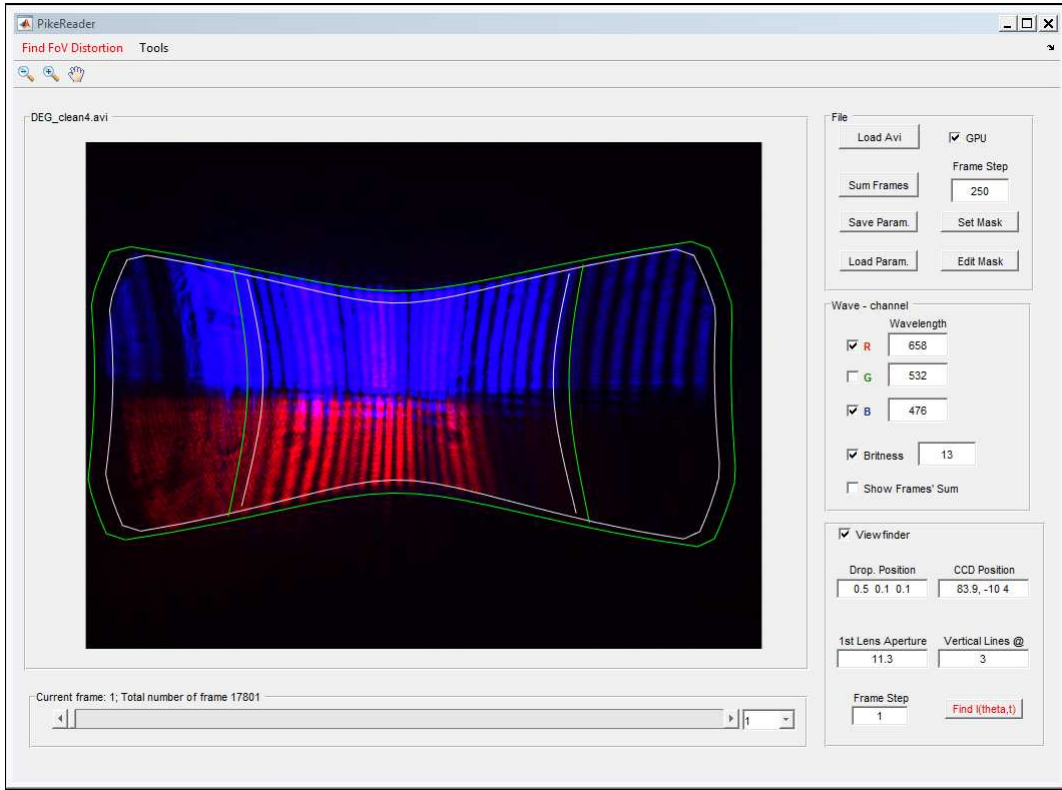 PikeReader
Find FoV Distortion Tools
DEG_clean4.avi
File
Load Avi GPU
Frame Step
Sum Frames 250
Save Param. Set Mask
Load Param. Edit Mask
Wave - channel
Wavelength
R 658
G 532
B 476
Britness 13
Show Frames' Sum
Viewfinder
Drop. Position CCD Position
0.5 0.1 0.1 83.9, -10 4
1st Lens Aperture Vertical Lines @
11.3 3
Frame Step
1 Find I(theta,t)
Current frame: 1; Total number of frame 17801
1